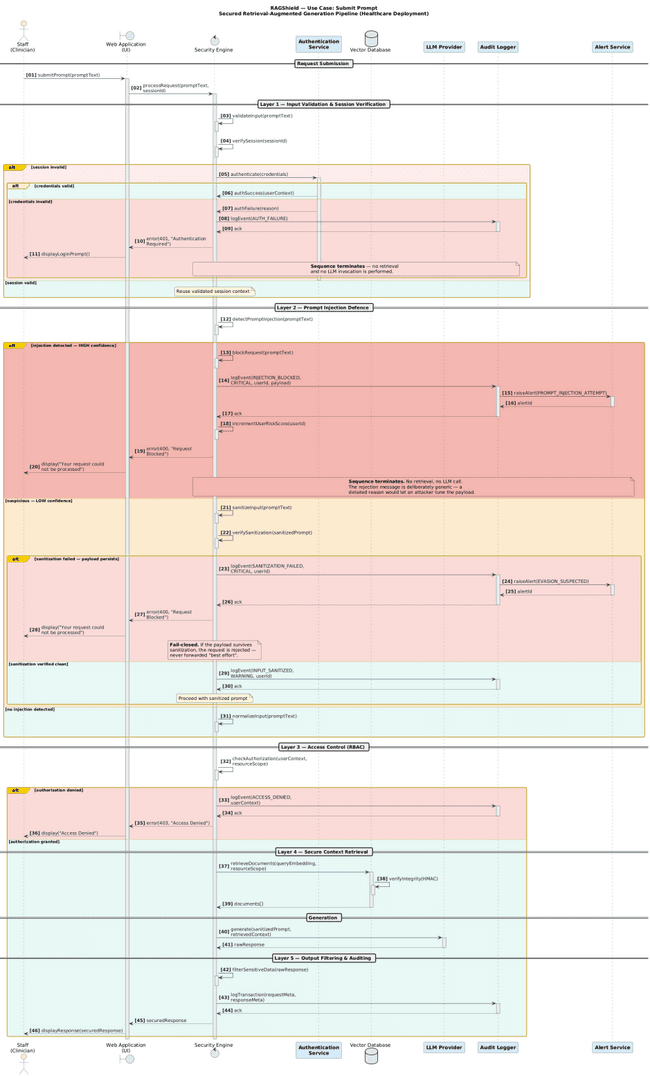 RAGShield — Use Case: Submit Prompt
Secured Retrieval-Augmented Generation Pipeline (Healthcare Deployment)
Staff
(Clinician)
Web Application
(UI)
Security Engine
Authentication
Service
Vector Database
LLM Provider
Audit Logger
Alert Service
Request Submission
[01] submitPrompt(promptText)
[02] processRequest(promptText,
sessionId)
Layer 1 — Input Validation & Session Verification
[03] validateInput(promptText)
[04] verifySession(sessionId)
alt [session invalid]
[05] authenticate(credentials)
alt [credentials valid]
[06] authSuccess(userContext)
[credentials invalid]
[07] authFailure(reason)
[08] logEvent(AUTH_FAILURE)
[09] ack
[10] error(401, "Authentication
Required")
[11] displayLoginPrompt()
Sequence terminates — no retrieval
and no LLM invocation is performed.
[session valid]
Reuse validated session context
Layer 2 — Prompt Injection Defence
[12] detectPromptInjection(promptText)
alt [injection detected — HIGH confidence]
[13] blockRequest(promptText)
[14] logEvent(INJECTION_BLOCKED,
CRITICAL, userId, payload)
[15] raiseAlert(PROMPT_INJECTION_ATTEMPT)
[16] alertId
[17] ack
[18] incrementUserRiskScore(userId)
[19] error(400, "Request
Blocked")
[20] display("Your request could
not be processed")
Sequence terminates. No retrieval, no LLM call.
The rejection message is deliberately generic — a
detailed reason would let an attacker tune the payload.
[suspicious — LOW confidence]
[21] sanitizeInput(promptText)
[22] verifySanitization(sanitizedPrompt)
alt [sanitization failed — payload persists]
[23] logEvent(SANITIZATION_FAILED,
CRITICAL, userId)
[24] raiseAlert(EVASION_SUSPECTED)
[25] alertId
[26] ack
[27] error(400, "Request
Blocked")
[28] display("Your request could
not be processed")
Fail-closed. If the payload survives
sanitization, the request is rejected —
never forwarded "best effort".
[sanitization verified clean]
[29] logEvent(INPUT_SANITIZED,
WARNING, userId)
[30] ack
Proceed with sanitized prompt
[no injection detected]
[31] normalizeInput(promptText)
Layer 3 — Access Control (RBAC)
[32] checkAuthorization(userContext,
resourceScope)
alt [authorization denied]
[33] logEvent(ACCESS_DENIED,
userContext)
[34] ack
[35] error(403, "Access Denied")
[36] display("Access Denied")
[authorization granted]
Layer 4 — Secure Context Retrieval
[37] retrieveDocuments(queryEmbedding,
resourceScope)
[38] verifyIntegrity(HMAC)
[39] documents[]
Generation
[40] generate(sanitizedPrompt,
retrievedContext)
[41] rawResponse
Layer 5 — Output Filtering & Auditing
[42] filterSensitiveData(rawResponse)
[43] logTransaction(requestMeta,
responseMeta)
[44] ack
[45] securedResponse
[46] displayResponse(securedResponse)
Staff
(Clinician)
Web Application
(UI)
Security Engine
Authentication
Service
Vector Database
LLM Provider
Audit Logger
Alert Service